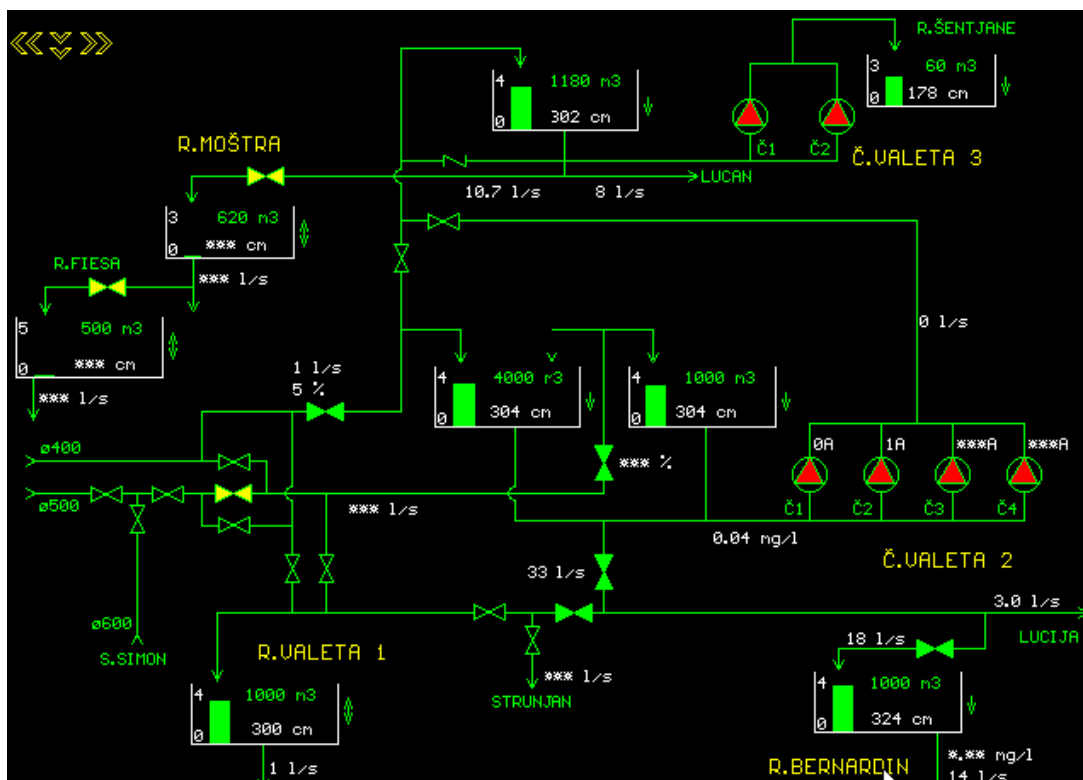 R.ŠENTJANE
3
60 m3
0
178 cm
4
1180 m3
0
302 cm
Č1
Č2
Č.VALETA 3
R.MOŠTRA
10.7 l/s
8 l/s
LUCAN
3
620 m3
0
*** cm
*** l/s
R.FIESA
5
500 m3
0
*** cm
*** l/s
0 l/s
1 l/s
5 %
4
4000 m3
0
304 cm
4
1000 m3
0
304 cm
ø400
ø500
*** %
*** l/s
0A
1A
***A
***A
Č1
Č2
Č3
Č4
0.04 mg/l
Č.VALETA 2
33 l/s
3.0 l/s
LUCIJA
ø600
S.SIMON
R.VALETA 1
18 l/s
*** l/s
STRUNJAN
4
1000 m3
0
300 cm
1 l/s
4
1000 m3
0
324 cm
R.BERNARDIN
*.** mg/l
14 l/s